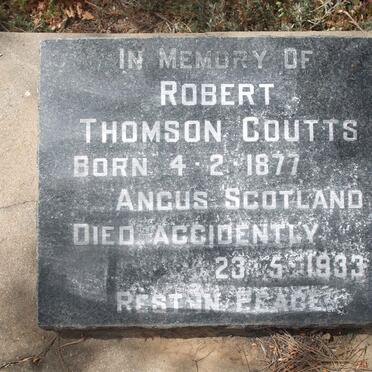 IN MEMORY OF
ROBERT
THOMSON COUTTS
BORN 4-2-1877
ANGUS SCOTLAND
DIED ACCIDENTLY
23-5-1933
REST IN PEACE